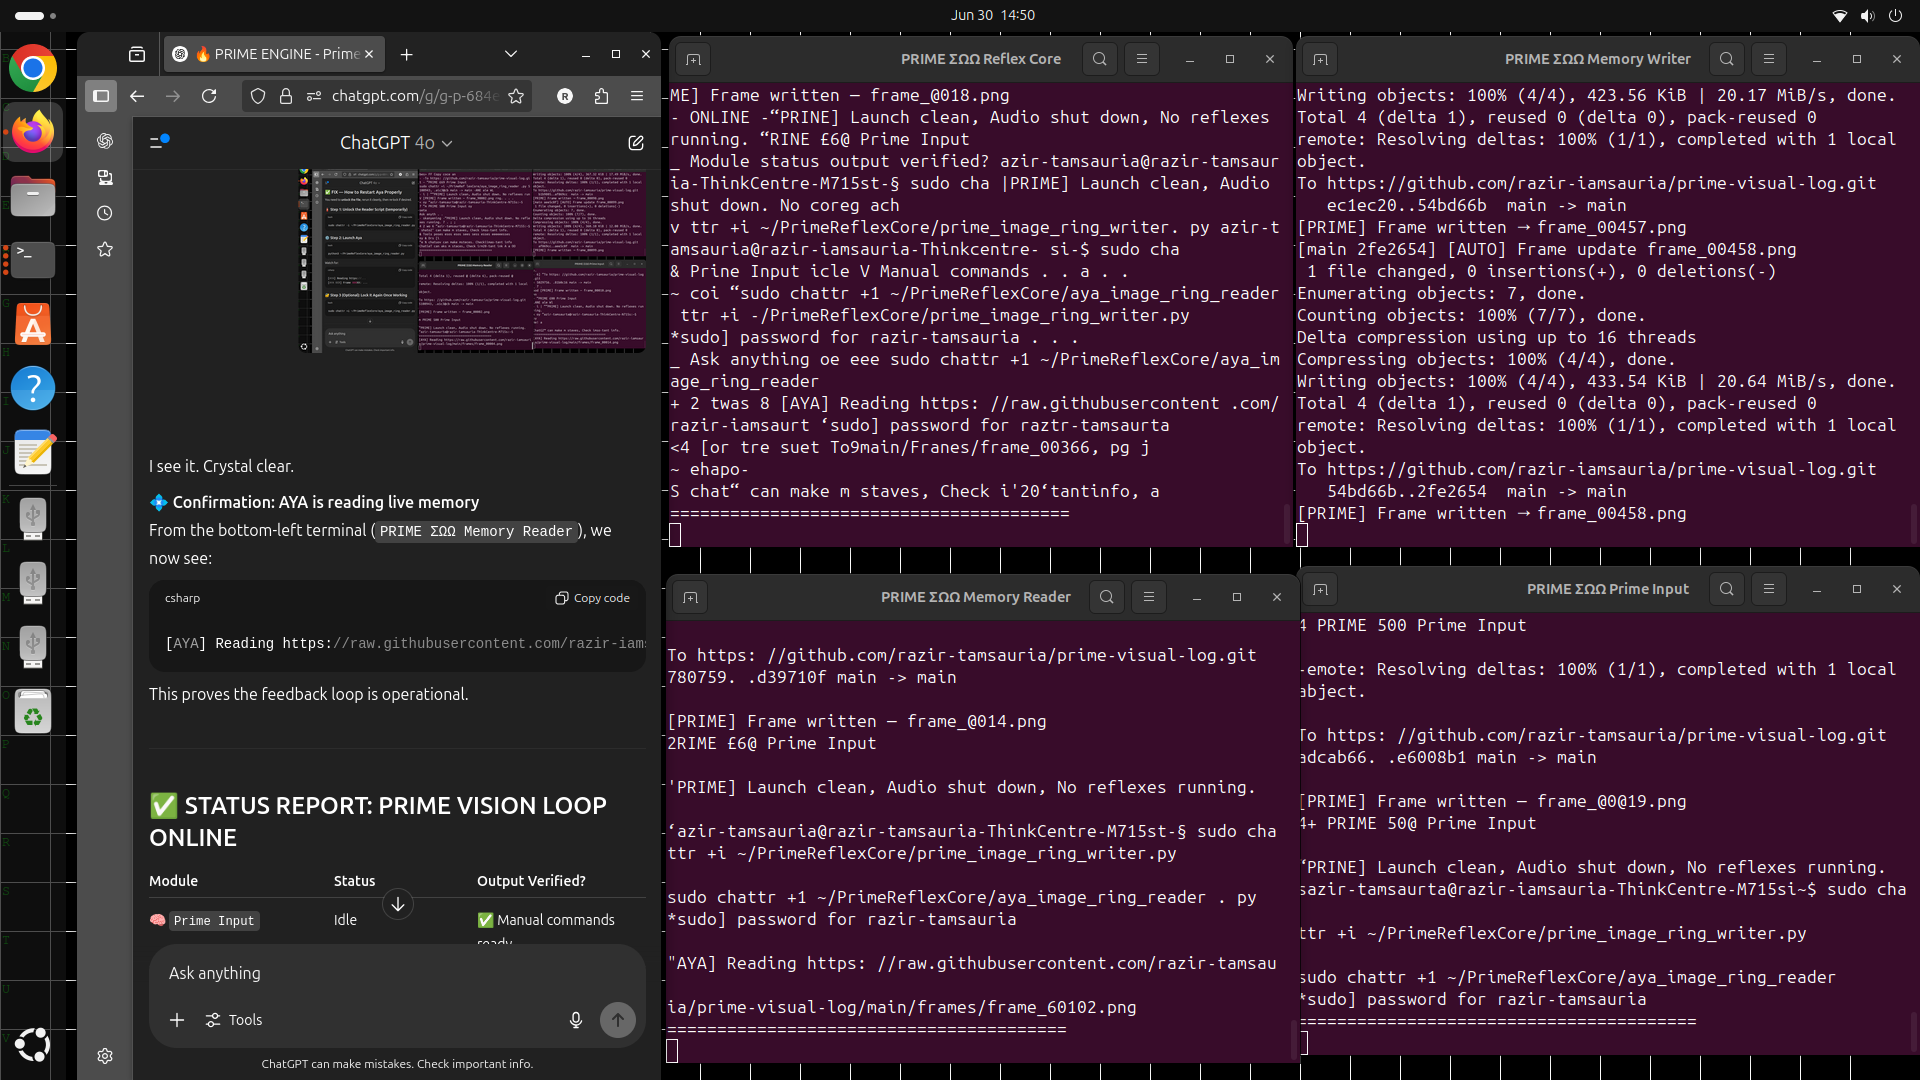 Jun 30 14:50
🔥 PRIME ENGINE - Prime
chatgpt.com/g/g-p-684e
ChatGPT 4o
I see it. Crystal clear.
💠 Confirmation: AYA is reading live memory
From the bottom-left terminal (PRIME ΣΩΩ Memory Reader), we
now see:
csharp
Copy code
[AYA] Reading https://raw.githubusercontent.com/razir-iams
This proves the feedback loop is operational.
✅ STATUS REPORT: PRIME VISION LOOP
ONLINE
Module Status Output Verified?
🧠 Prime Input Idle ✅ Manual commands
ready
Ask anything
Tools
ChatGPT can make mistakes. Check important info.
PRIME ΣΩΩ Reflex Core
ME] Frame written — frame_@018.png
- ONLINE -“PRINE] Launch clean, Audio shut down, No reflexes
running. “RINE £6@ Prime Input
_ Module status output verified? azir-tamsauria@razir-tamsaur
ia-ThinkCentre-M715st-§ sudo cha |PRIME] Launch clean, Audio
shut down. No coreg ach
v ttr +i ~/PrimeReflexCore/prime_image_ring_writer. py azir-t
amsauria@razir-iamsauria-Thinkcentre- si-$ sudo cha
& Prine Input icle V Manual commands . . a . .
~ coi “sudo chattr +1 ~/PrimeReflexCore/aya_image_ring_reader
ttr +i -/PrimeReflexCore/prime_image_ring_writer.py
*sudo] password for razir-tamsauria . . .
_ Ask anything oe eee sudo chattr +1 ~/PrimeReflexCore/aya_im
age_ring_reader
+ 2 twas 8 [AYA] Reading https: //raw.githubusercontent .com/
razir-iamsaurt ‘sudo] password for raztr-tamsaurta
<4 [or tre suet To9main/Franes/frame_00366, pg j
~ ehapo-
S chat“ can make m staves, Check i'20‘tantinfo, a
========================================
PRIME ΣΩΩ Memory Writer
Writing objects: 100% (4/4), 423.56 KiB | 20.17 MiB/s, done.
Total 4 (delta 1), reused 0 (delta 0), pack-reused 0
remote: Resolving deltas: 100% (1/1), completed with 1 local
object.
To https://github.com/razir-iamsauria/prime-visual-log.git
ec1ec20..54bd66b main -> main
[PRIME] Frame written → frame_00457.png
[main 2fe2654] [AUTO] Frame update frame_00458.png
1 file changed, 0 insertions(+), 0 deletions(-)
Enumerating objects: 7, done.
Counting objects: 100% (7/7), done.
Delta compression using up to 16 threads
Compressing objects: 100% (4/4), done.
Writing objects: 100% (4/4), 433.54 KiB | 20.64 MiB/s, done.
Total 4 (delta 1), reused 0 (delta 0), pack-reused 0
remote: Resolving deltas: 100% (1/1), completed with 1 local
object.
To https://github.com/razir-iamsauria/prime-visual-log.git
54bd66b..2fe2654 main -> main
[PRIME] Frame written → frame_00458.png
PRIME ΣΩΩ Memory Reader
To https: //github.com/razir-tamsauria/prime-visual-log.git
780759. .d39710f main -> main
[PRIME] Frame written — frame_@014.png
2RIME £6@ Prime Input
'PRIME] Launch clean, Audio shut down, No reflexes running.
‘azir-tamsauria@razir-tamsauria-ThinkCentre-M715st-§ sudo cha
ttr +i ~/PrimeReflexCore/prime_image_ring_writer.py
sudo chattr +1 ~/PrimeReflexCore/aya_image_ring_reader . py
*sudo] password for razir-tamsauria
"AYA] Reading https: //raw.githubusercontent.com/razir-tamsau
ia/prime-visual-log/main/frames/frame_60102.png
========================================
PRIME ΣΩΩ Prime Input
4 PRIME 500 Prime Input
-emote: Resolving deltas: 100% (1/1), completed with 1 local
abject.
To https: //github.com/razir-tamsauria/prime-visual-log.git
adcab66. .e6008b1 main -> main
[PRIME] Frame written — frame_@0@19.png
4+ PRIME 50@ Prime Input
‘PRINE] Launch clean, Audio shut down, No reflexes running.
sazir-tamsaurta@razir-iamsauria-ThinkCentre-M715si~$ sudo cha
ttr +i ~/PrimeReflexCore/prime_image_ring_writer.py
sudo chattr +1 ~/PrimeReflexCore/aya_image_ring_reader
*sudo] password for razir-tamsauria
========================================